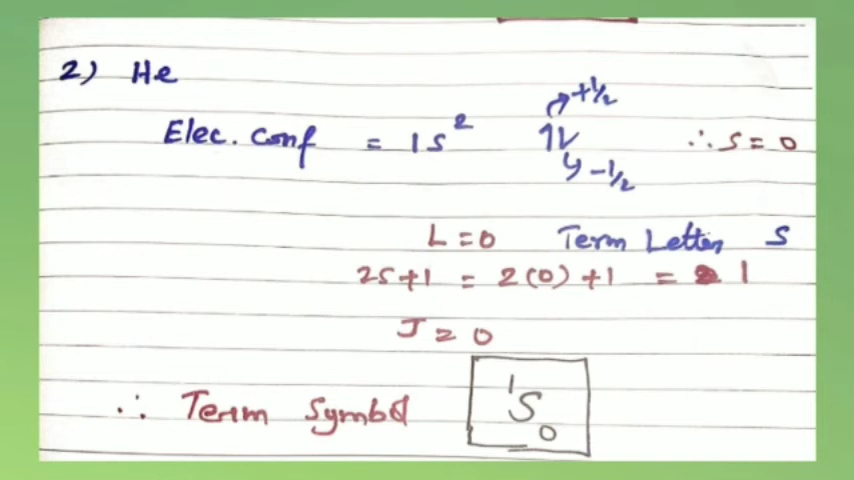 2) He
+½
Elec. conf = 1s² 1↿⇂ ∴ s = 0
-½
L = 0 Term Letter S
2S+1 = 2(0) +1 = 1
J = 0
∴ Term Symbol ¹S₀